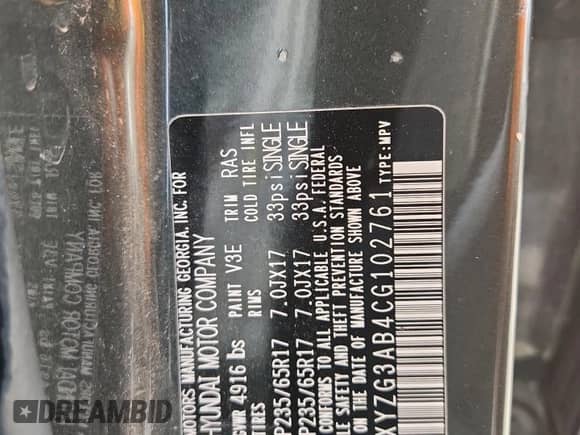 MOTORS MANUFACTURING GEORGIA, INC. FOR
HYUNDAI MOTOR COMPANY
GVWR 4916 lbs PAINT V3E TRIM RAS
TIRES RIMS COLD TIRE INFL
P235/65R17 7.0JX17 33psi SINGLE
P235/65R17 7.0JX17 33psi SINGLE
CONFORMS TO ALL APPLICABLE U.S.A. FEDERAL
VEHICLE SAFETY AND THEFT PREVENTION STANDARDS
ON THE DATE OF MANUFACTURE SHOWN ABOVE
XYZG3AB4CG102761 TYPE: MPV
DREAMBID